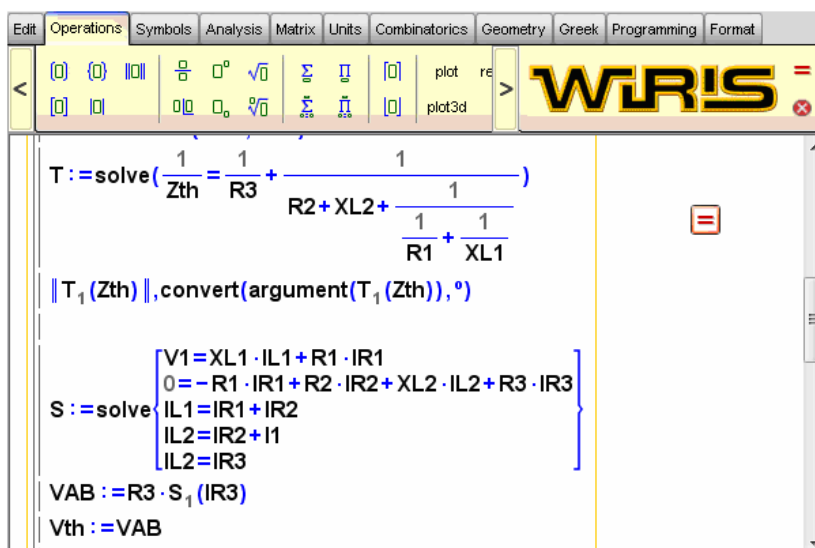 Edit Operations Symbols Analysis Matrix Units Combinatorics Geometry Greek Programming Format
plot re
WIRIS
plot3d
T:=solve(1/Zth=1/R3+1/(R2+XL2+1/(1/R1+1/XL1)))
‖T₁(Zth)‖,convert(argument(T₁(Zth)),º)
V1=XL1·IL1+R1·IR1
0=-R1·IR1+R2·IR2+XL2·IL2+R3·IR3
S:=solve{IL1=IR1+IR2
IL2=IR2+I1
IL2=IR3
VAB:=R3·S₁(IR3)
Vth:=VAB